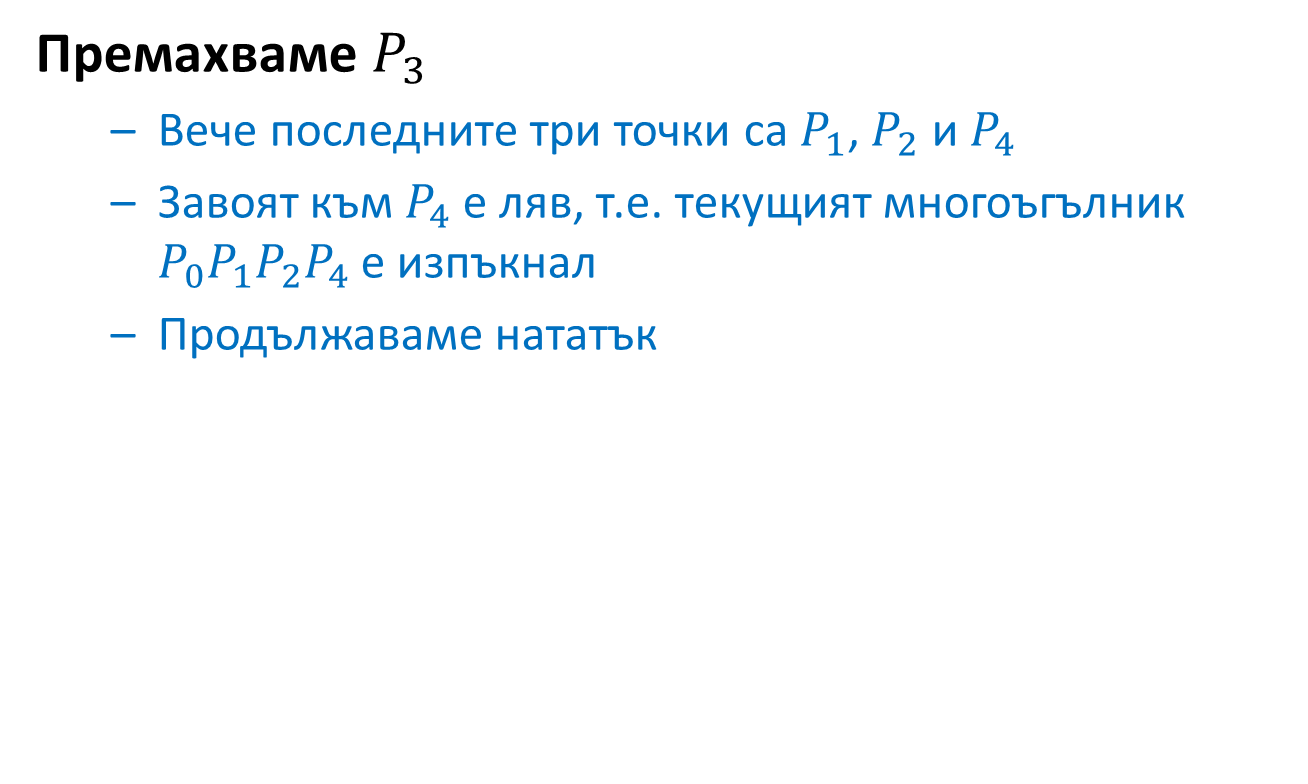 Премахваме P₃
– Вече последните три точки са P₁, P₂ и P₄
– Завоят към P₄ е ляв, т.е. текущият многоъгълник
P₀P₁P₂P₄ е изпъкнал
– Продължаваме нататък